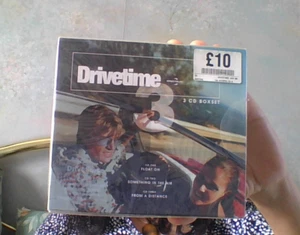 £10
Drivetime
3
3 CD BOXSET
FLOAT ON
SOMETHING IN THE AIR
FROM A DISTANCE